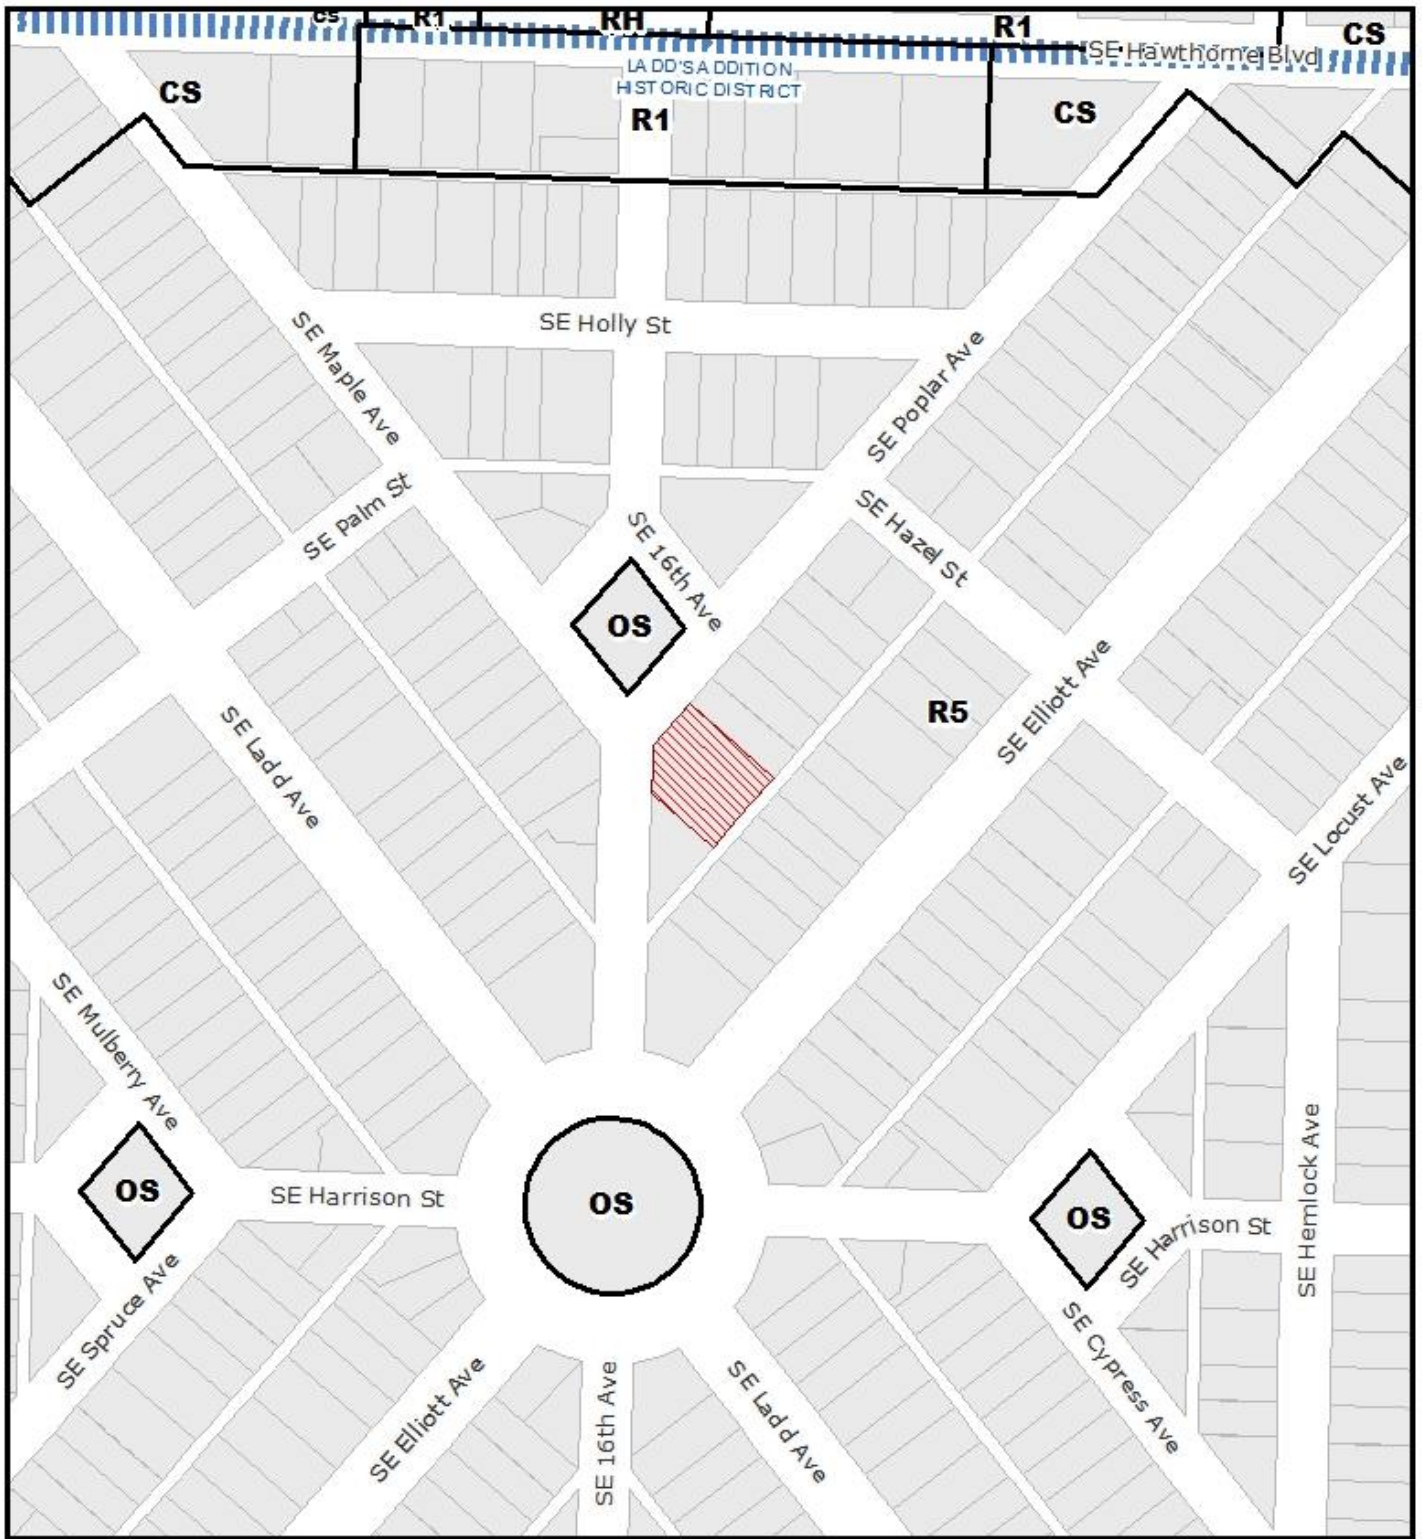 cs
R1
RH
R1
CS
SE Hawthorne Blvd
LADD'S ADDITION
HISTORIC DISTRICT
CS
R1
CS
SE Holly St
SE Maple Ave
SE Poplar Ave
SE Palm St
SE Hazel St
SE 16th Ave
OS
SE Elliott Ave
R5
SE Ladd Ave
SE Locust Ave
SE Mulberry Ave
OS
SE Harrison St
OS
OS
SE Harrison St
SE Hemlock Ave
SE Spruce Ave
SE Elliott Ave
SE 16th Ave
SE Ladd Ave
SE Cypress Ave